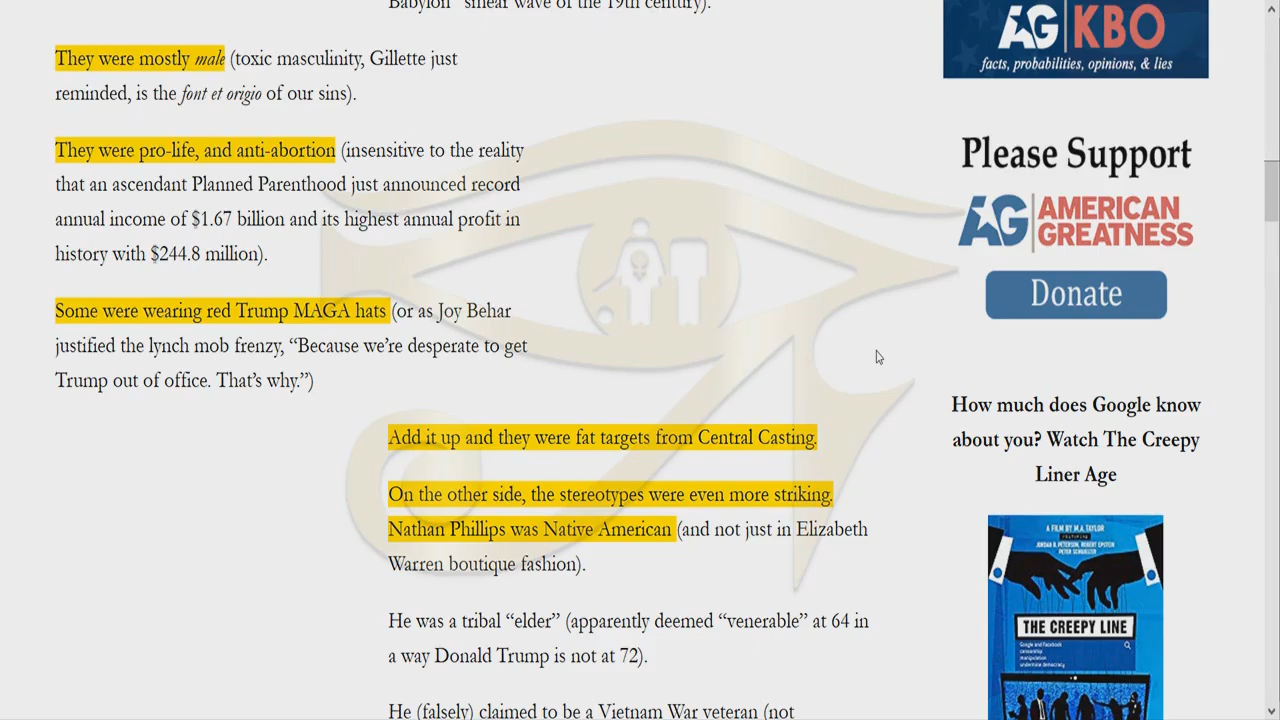 Babylon" smear wave of the 19th century).
They were mostly male (toxic masculinity, Gillette just
reminded, is the font et origio of our sins).
They were pro-life, and anti-abortion (insensitive to the reality
that an ascendant Planned Parenthood just announced record
annual income of $1.67 billion and its highest annual profit in
history with $244.8 million).
Some were wearing red Trump MAGA hats (or as Joy Behar
justified the lynch mob frenzy, “Because we’re desperate to get
Trump out of office. That’s why.”)
Add it up and they were fat targets from Central Casting.
On the other side, the stereotypes were even more striking.
Nathan Phillips was Native American (and not just in Elizabeth
Warren boutique fashion).
He was a tribal “elder” (apparently deemed “venerable” at 64 in
a way Donald Trump is not at 72).
He (falsely) claimed to be a Vietnam War veteran (not
AG KBO
facts, probabilities, opinions, & lies
Please Support
AG AMERICAN
GREATNESS
Donate
How much does Google know
about you? Watch The Creepy
Liner Age
A FILM BY M.A. TAYLOR
FEATURING
JORDAN B. PETERSON, ROBERT EPSTEIN
PETER SCHWEIZER
THE CREEPY LINE
Google and Facebook
censorship
manipulation
undermine democracy